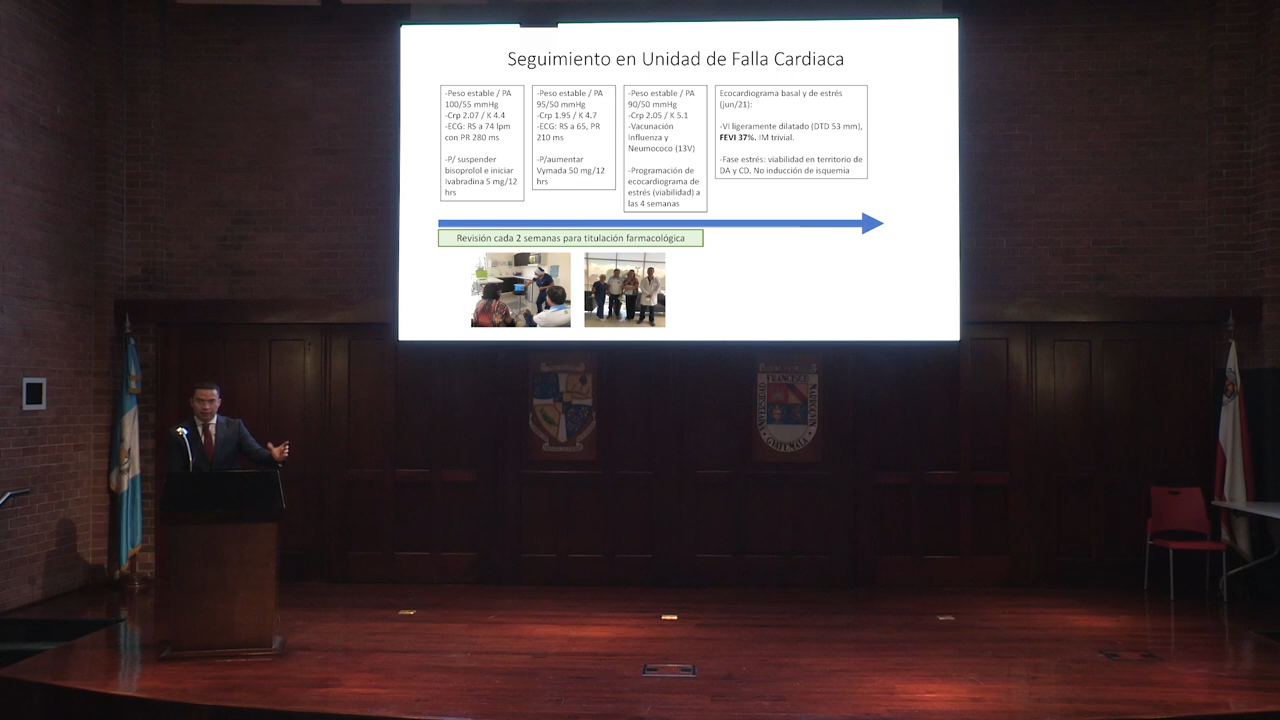 Seguimiento en Unidad de Falla Cardiaca
-Peso estable / PA
100/55 mmHg
-Crp 2.07 / K 4.4
-ECG: RS a 74 lpm
con PR 280 ms
-P/ suspender
bisoprolol e iniciar
Ivabradina 5 mg/12
hrs
-Peso estable / PA
95/50 mmHg
-Crp 1.95 / K 4.7
-ECG: RS a 65, PR
210 ms
-P/aumentar
Vymada 50 mg/12
hrs
-Peso estable / PA
90/50 mmHg
-Crp 2.05 / K 5.1
-Vacunación
Influenza y
Neumococo (13V)
-Programación de
ecocardiograma de
estrés (viabilidad) a
las 4 semanas
Ecocardiograma basal y de estrés
(jun/21):
-VI ligeramente dilatado (DTD 53 mm),
FEVI 37%. IM trivial.
-Fase estrés: viabilidad en territorio de
DA y CD. No inducción de isquemia
Revisión cada 2 semanas para titulación farmacológica
FRANCISCO
MARROQUIN
UNIVERSIDAD
GUATEMALA